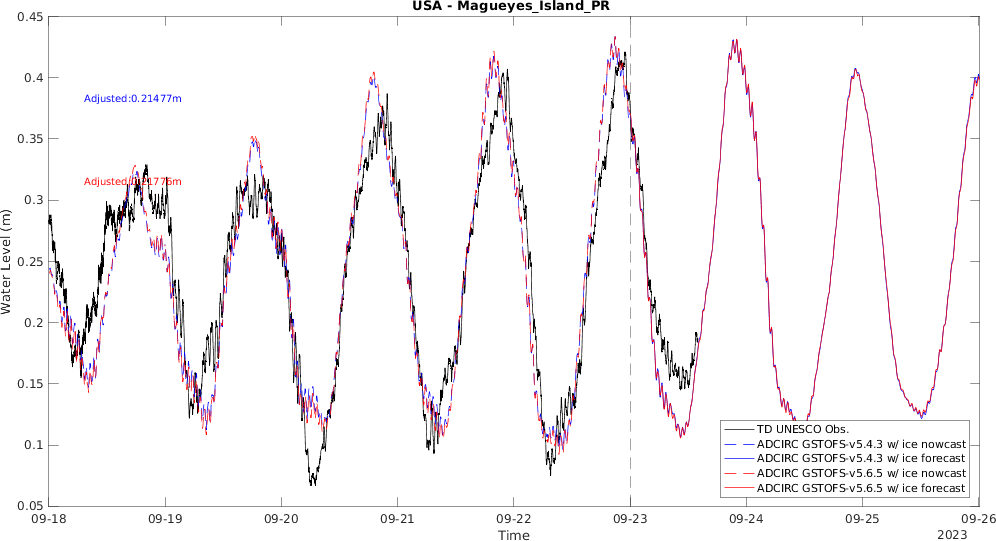 USA - Magueyes_Island_PR
Water Level (m)
0.45
0.4
0.35
0.3
0.25
0.2
0.15
0.1
0.05
Adjusted:0.21477m
Adjusted:0.21776m
TD UNESCO Obs.
ADCIRC GSTOFS-v5.4.3 w/ ice nowcast
ADCIRC GSTOFS-v5.4.3 w/ ice forecast
ADCIRC GSTOFS-v5.6.5 w/ ice nowcast
ADCIRC GSTOFS-v5.6.5 w/ ice forecast
09-18 09-19 09-20 09-21 09-22 09-23 09-24 09-25 09-26
Time
2023